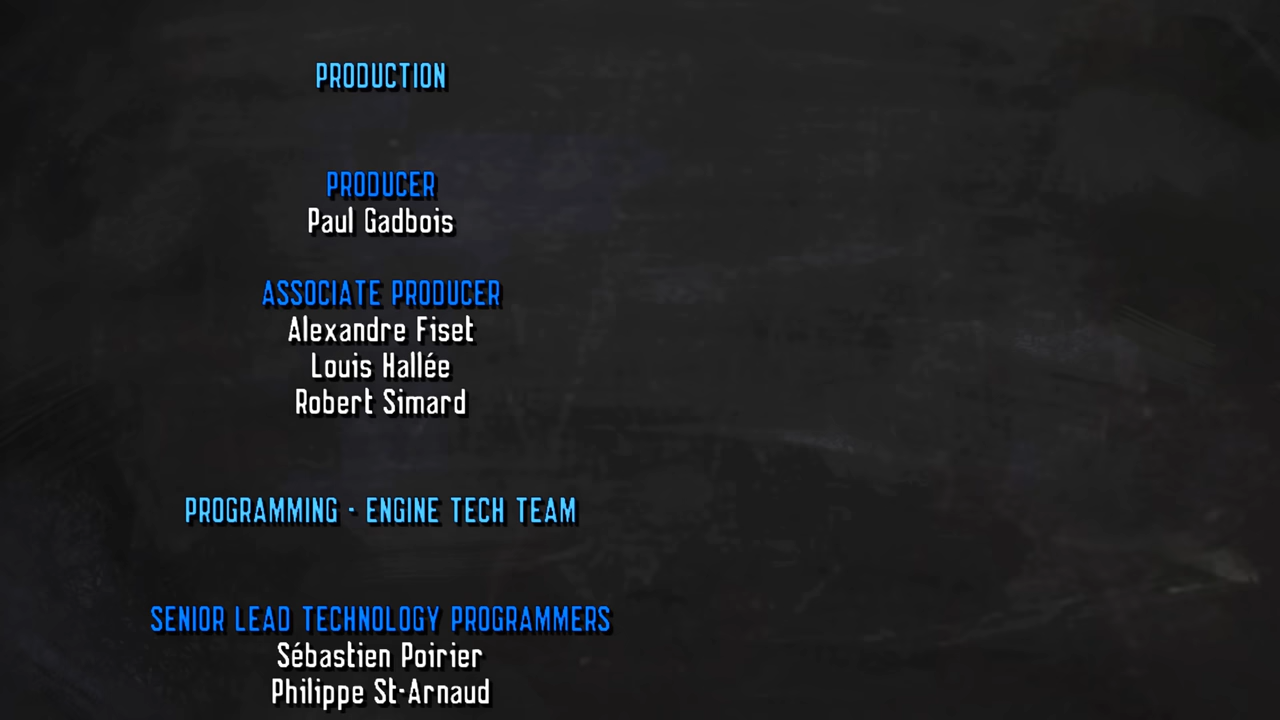 PRODUCTION
PRODUCER
Paul Gadbois
ASSOCIATE PRODUCER
Alexandre Fiset
Louis Hallée
Robert Simard
PROGRAMMING - ENGINE TECH TEAM
SENIOR LEAD TECHNOLOGY PROGRAMMERS
Sébastien Poirier
Philippe St-Arnaud